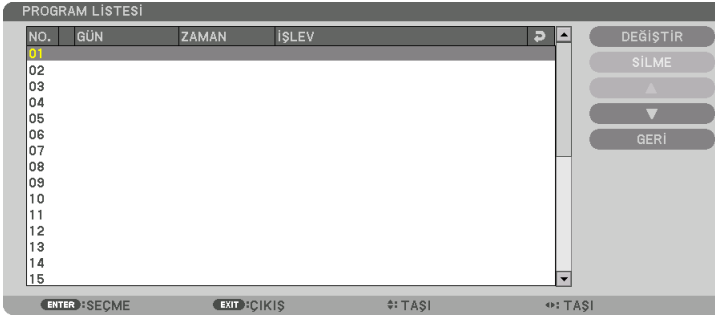 PROGRAM LİSTESİ
NO. GÜN ZAMAN İŞLEV
01
02
03
04
05
06
07
08
09
10
11
12
13
14
15
DEĞİŞTİR
SİLME
▲
▼
GERİ
ENTER:SEÇME EXIT:ÇIKIŞ :TAŞI :TAŞI